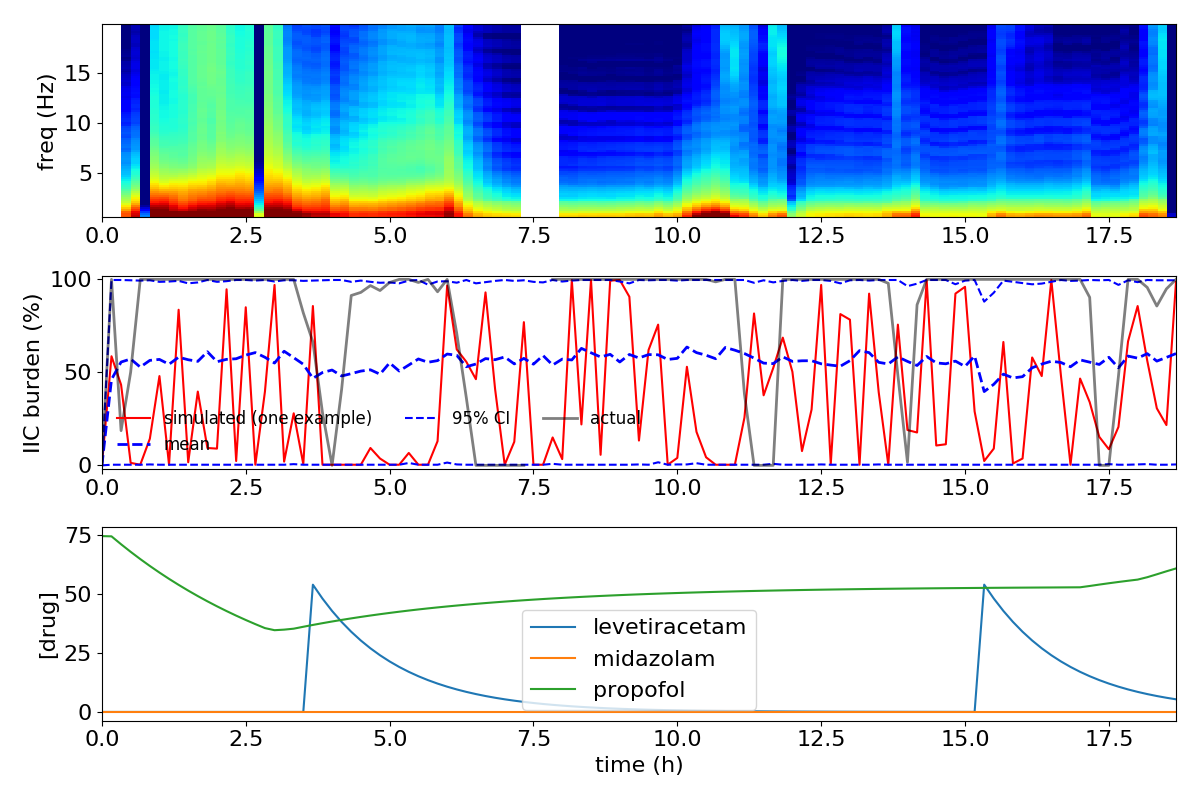 freq (Hz)
15
10
5
0.0 2.5 5.0 7.5 10.0 12.5 15.0 17.5
IIC burden (%)
100
50
0
simulated (one example) 95% CI actual
mean
0.0 2.5 5.0 7.5 10.0 12.5 15.0 17.5
[drug]
75
50
25
0
levetiracetam
midazolam
propofol
0.0 2.5 5.0 7.5 10.0 12.5 15.0 17.5
time (h)